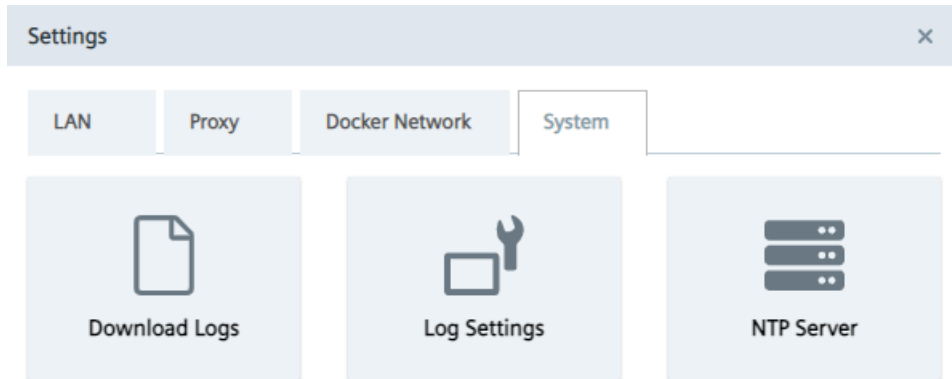 Settings
LAN Proxy Docker Network System
Download Logs Log Settings NTP Server